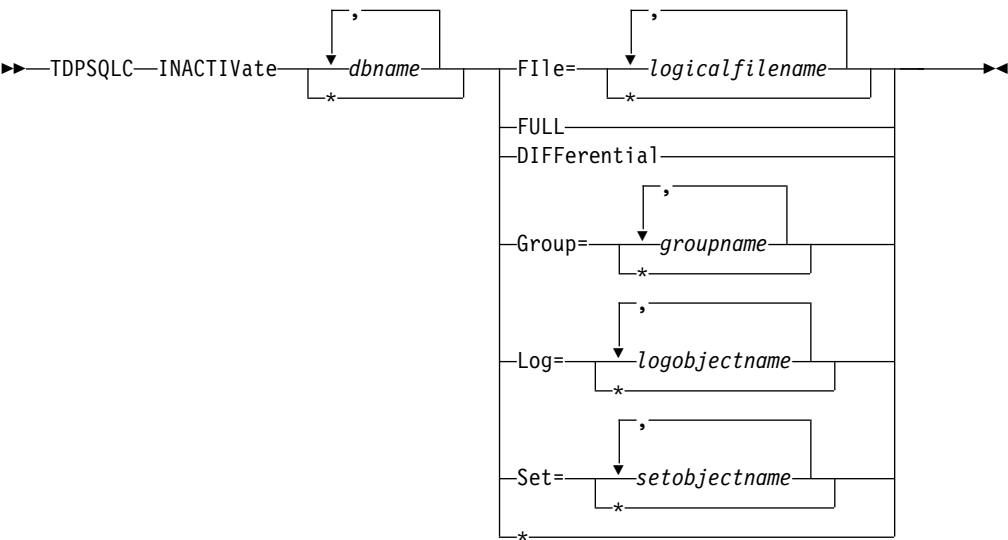 ,
,
TDPSQLC INACTIVate dbname FIle= logicalfilename
*
*
FULL
DIFFerential
,
Group= groupname
*
,
Log= logobjectname
*
,
Set= setobjectname
*
*